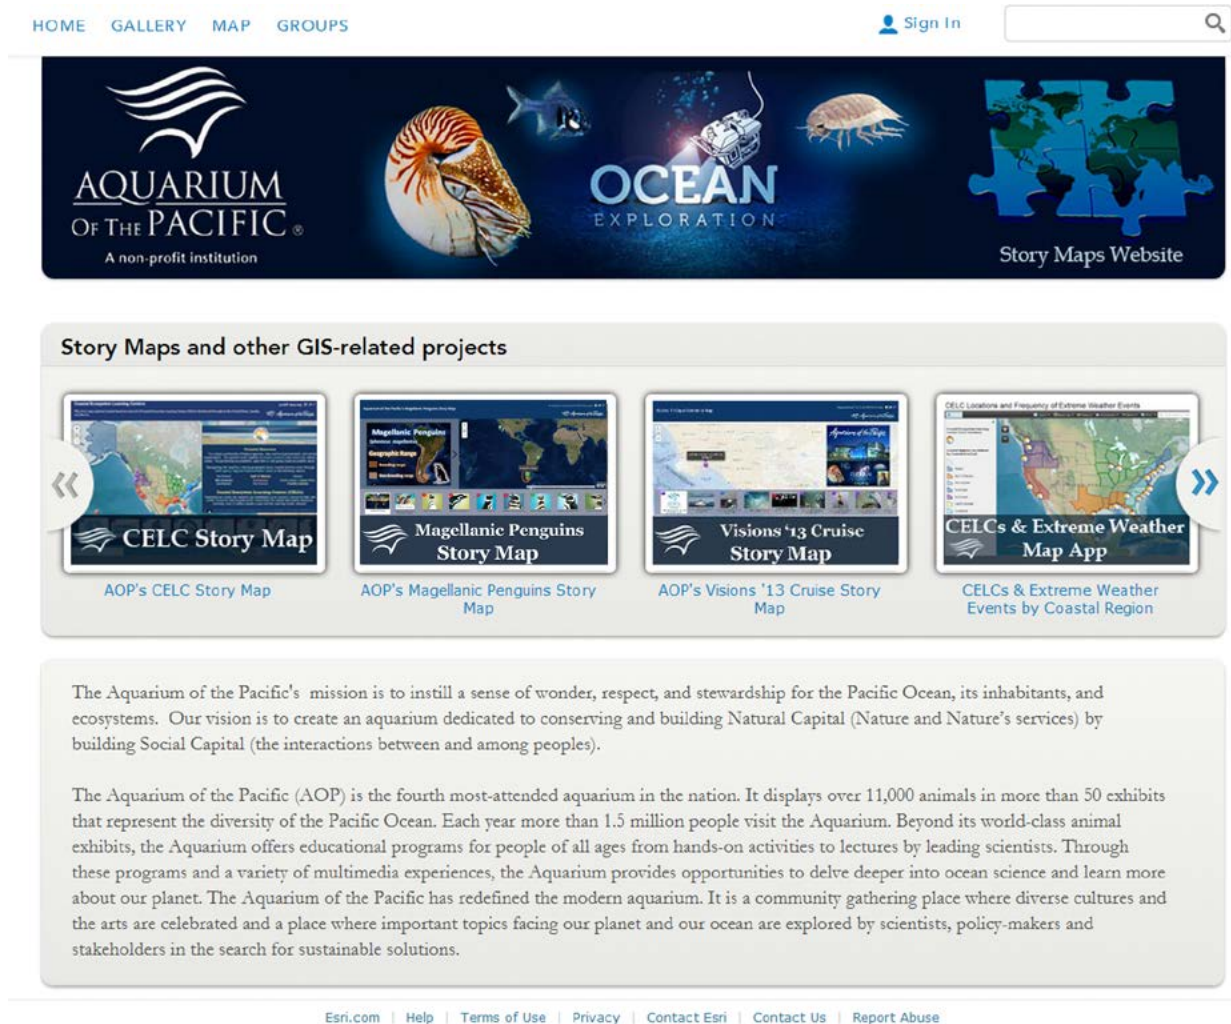 HOME GALLERY MAP GROUPS
Sign In
AQUARIUM
OF THE PACIFIC ®
A non-profit institution
OCEAN
EXPLORATION
Story Maps Website
Story Maps and other GIS-related projects
CELC Story Map
Magellanic Penguins
Geographic Range
Magellanic Penguins
Story Map
Visions '13 Cruise
Story Map
CELC Locations and Frequency of Extreme Weather Events
CELCs & Extreme Weather
Map App
AOP's CELC Story Map
AOP's Magellanic Penguins Story
Map
AOP's Visions '13 Cruise Story
Map
CELCs & Extreme Weather
Events by Coastal Region
The Aquarium of the Pacific's mission is to instill a sense of wonder, respect, and stewardship for the Pacific Ocean, its inhabitants, and
ecosystems. Our vision is to create an aquarium dedicated to conserving and building Natural Capital (Nature and Nature's services) by
building Social Capital (the interactions between and among peoples).
The Aquarium of the Pacific (AOP) is the fourth most-attended aquarium in the nation. It displays over 11,000 animals in more than 50 exhibits
that represent the diversity of the Pacific Ocean. Each year more than 1.5 million people visit the Aquarium. Beyond its world-class animal
exhibits, the Aquarium offers educational programs for people of all ages from hands-on activities to lectures by leading scientists. Through
these programs and a variety of multimedia experiences, the Aquarium provides opportunities to delve deeper into ocean science and learn more
about our planet. The Aquarium of the Pacific has redefined the modern aquarium. It is a community gathering place where diverse cultures and
the arts are celebrated and a place where important topics facing our planet and our ocean are explored by scientists, policy-makers and
stakeholders in the search for sustainable solutions.
Esri.com | Help | Terms of Use | Privacy | Contact Esri | Contact Us | Report Abuse